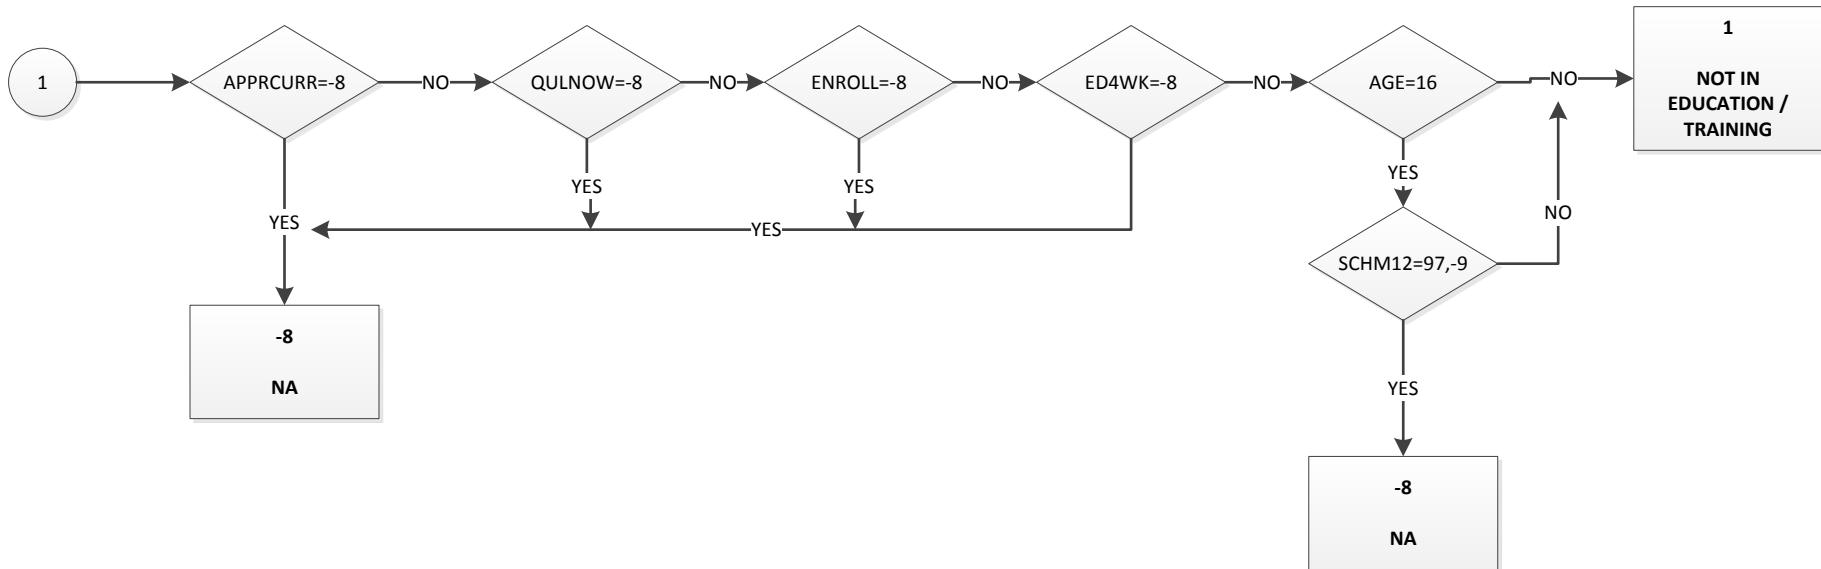 1
APPRCURR=-8
NO
QULNOW=-8
NO
ENROLL=-8
NO
ED4WK=-8
NO
AGE=16
NO
1
NOT IN
EDUCATION /
TRAINING
YES
YES
YES
YES
YES
NO
SCHM12=97,-9
-8
NA
YES
-8
NA